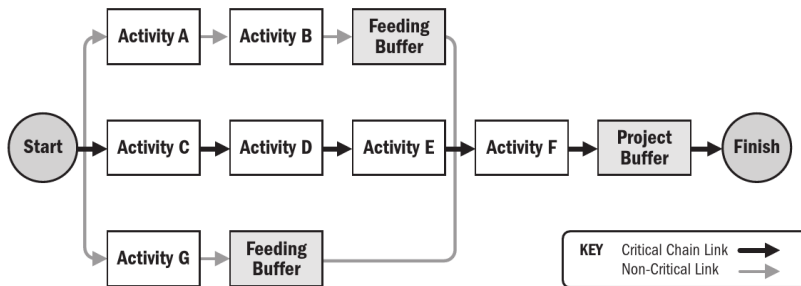 Activity A
Activity B
Feeding
Buffer
Start
Activity C
Activity D
Activity E
Activity F
Project
Buffer
Finish
Activity G
Feeding
Buffer
KEY
Critical Chain Link
Non-Critical Link